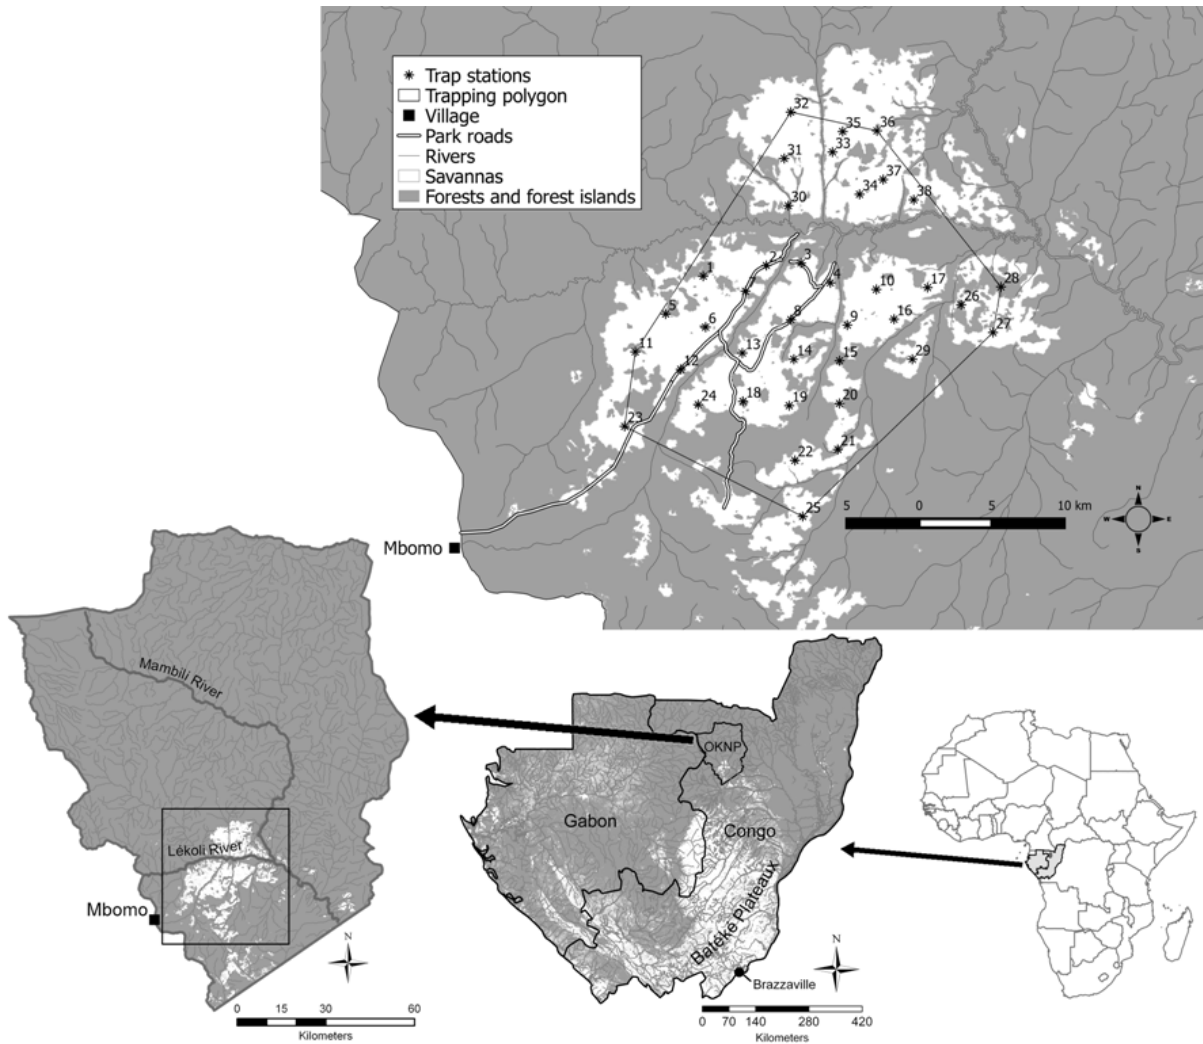 Trap stations
Trapping polygon
Village
Park roads
Rivers
Savannas
Forests and forest islands
32
35
36
33
31
37
34
38
30
2
3
1
7
4
10
17
28
26
5
6
8
9
16
27
11
13
14
15
29
12
24
18
19
20
23
22
21
25
5 0 5 10 km
N
W E
S
Mbomo
Mambili River
Lékoli River
Mbomo
N
0 15 30 60
Kilometers
OKNP
Gabon
Congo
Batéké Plateaux
N
Brazzaville
0 70 140 280 420
Kilometers